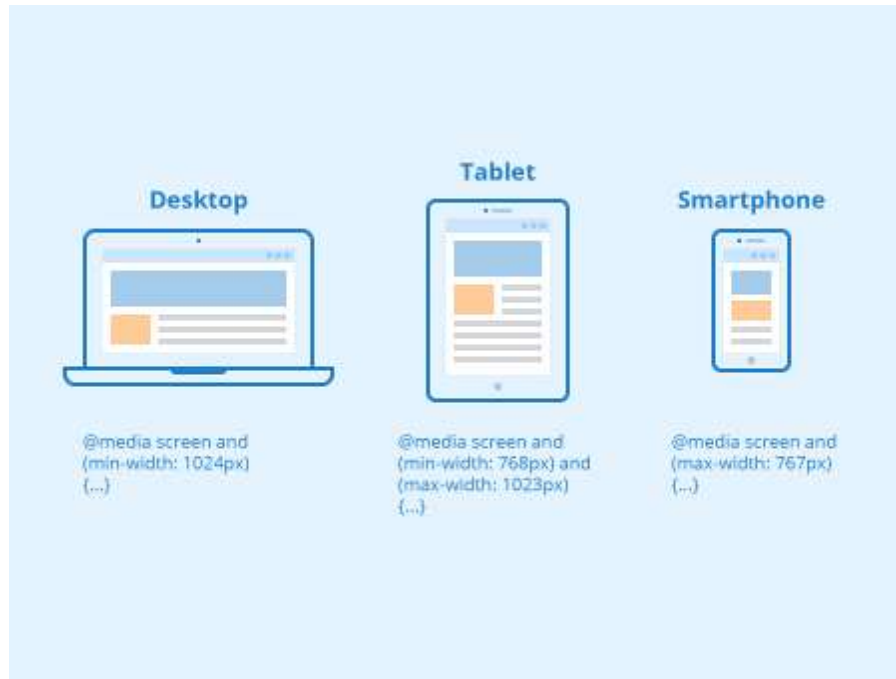 Desktop
@media screen and
(min-width: 1024px)
{...}
Tablet
@media screen and
(min-width: 768px) and
(max-width: 1023px)
{...}
Smartphone
@media screen and
(max-width: 767px)
{...}